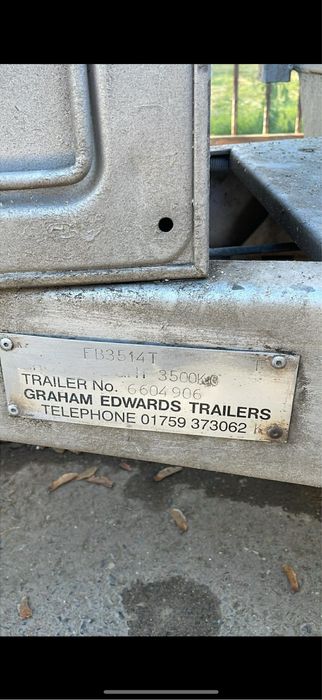 FB3514T
3500KG
TRAILER No. 6604906
GRAHAM EDWARDS TRAILERS
TELEPHONE 01759 373062